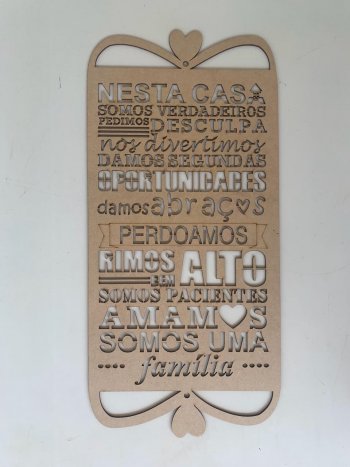 NESTA CASA
SOMOS VERDADEIROS
PEDIMOS DESCULPA
nos divertimos
DAMOS SEGUNDAS
OPORTUNIDADES
damos abraços
PERDOAMOS
RIMOS E BEM ALTO
SOMOS PACIENTES
AMAMOS
SOMOS UMA
família